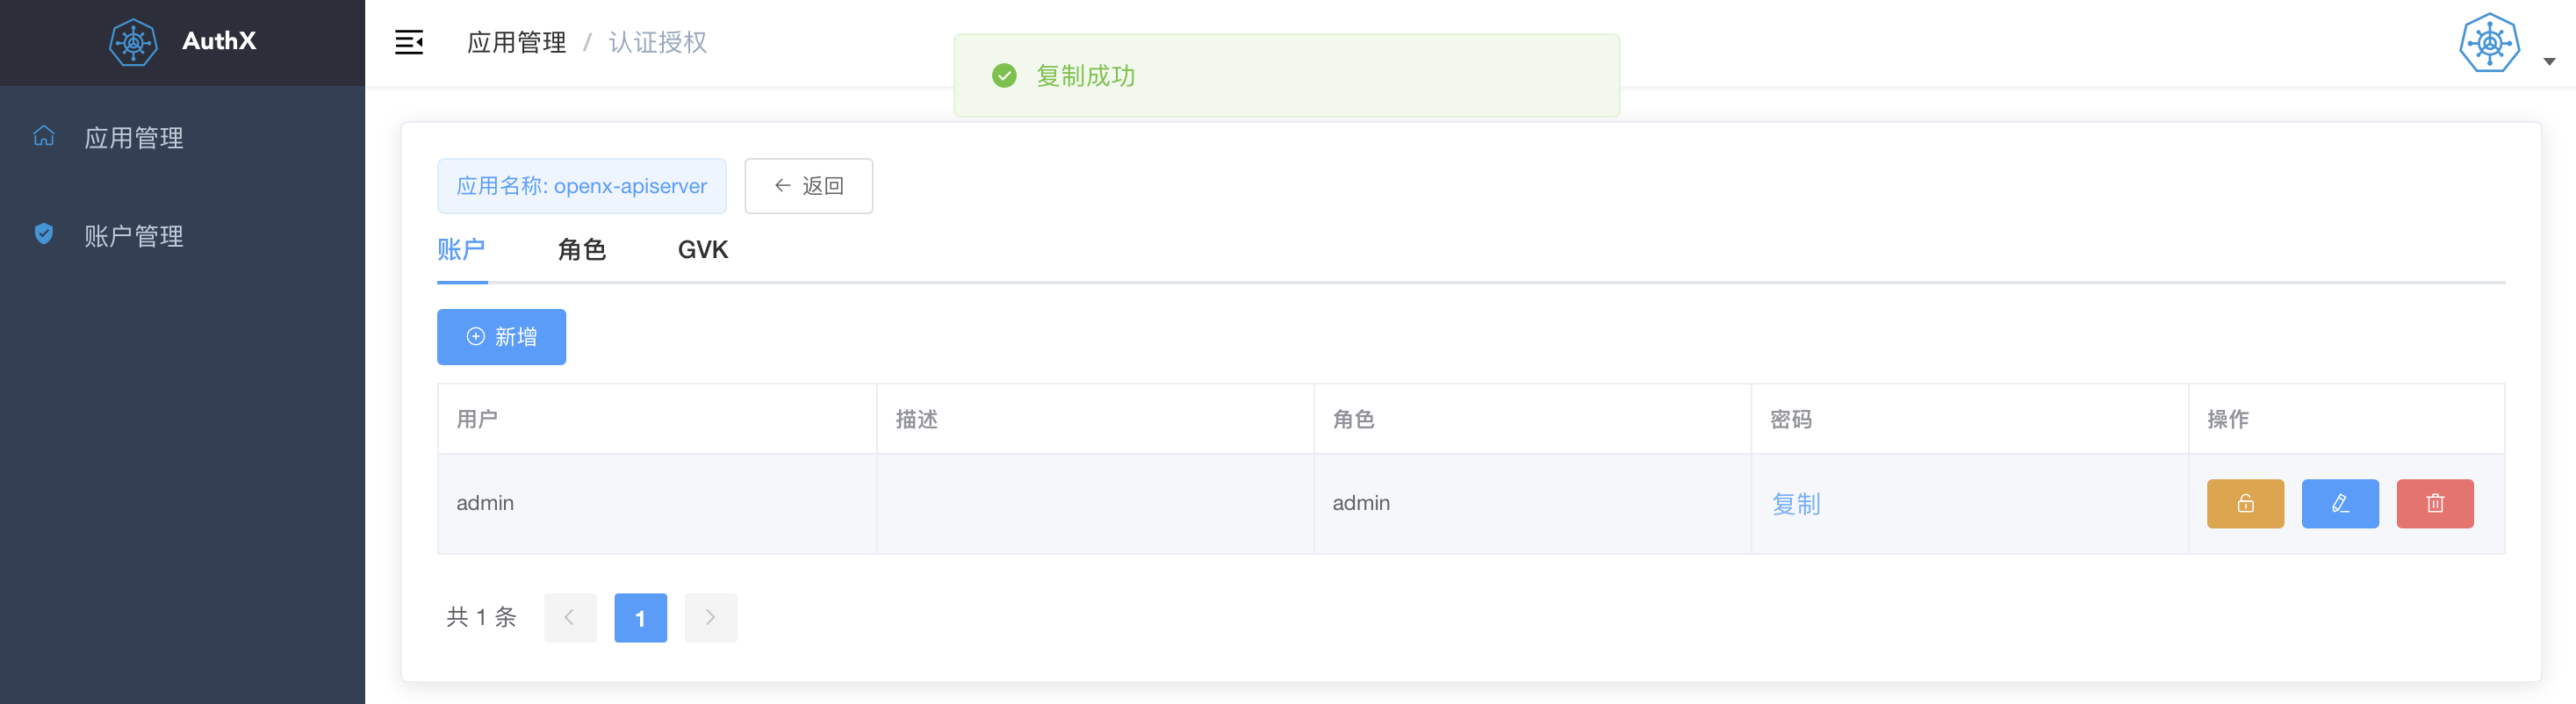 AuthX
应用管理 / 认证授权
复制成功
应用管理
账户管理
应用名称: openx-apiserver
返回
账户 角色 GVK
新增
用户 描述 角色 密码 操作
admin admin 复制
共 1 条 1